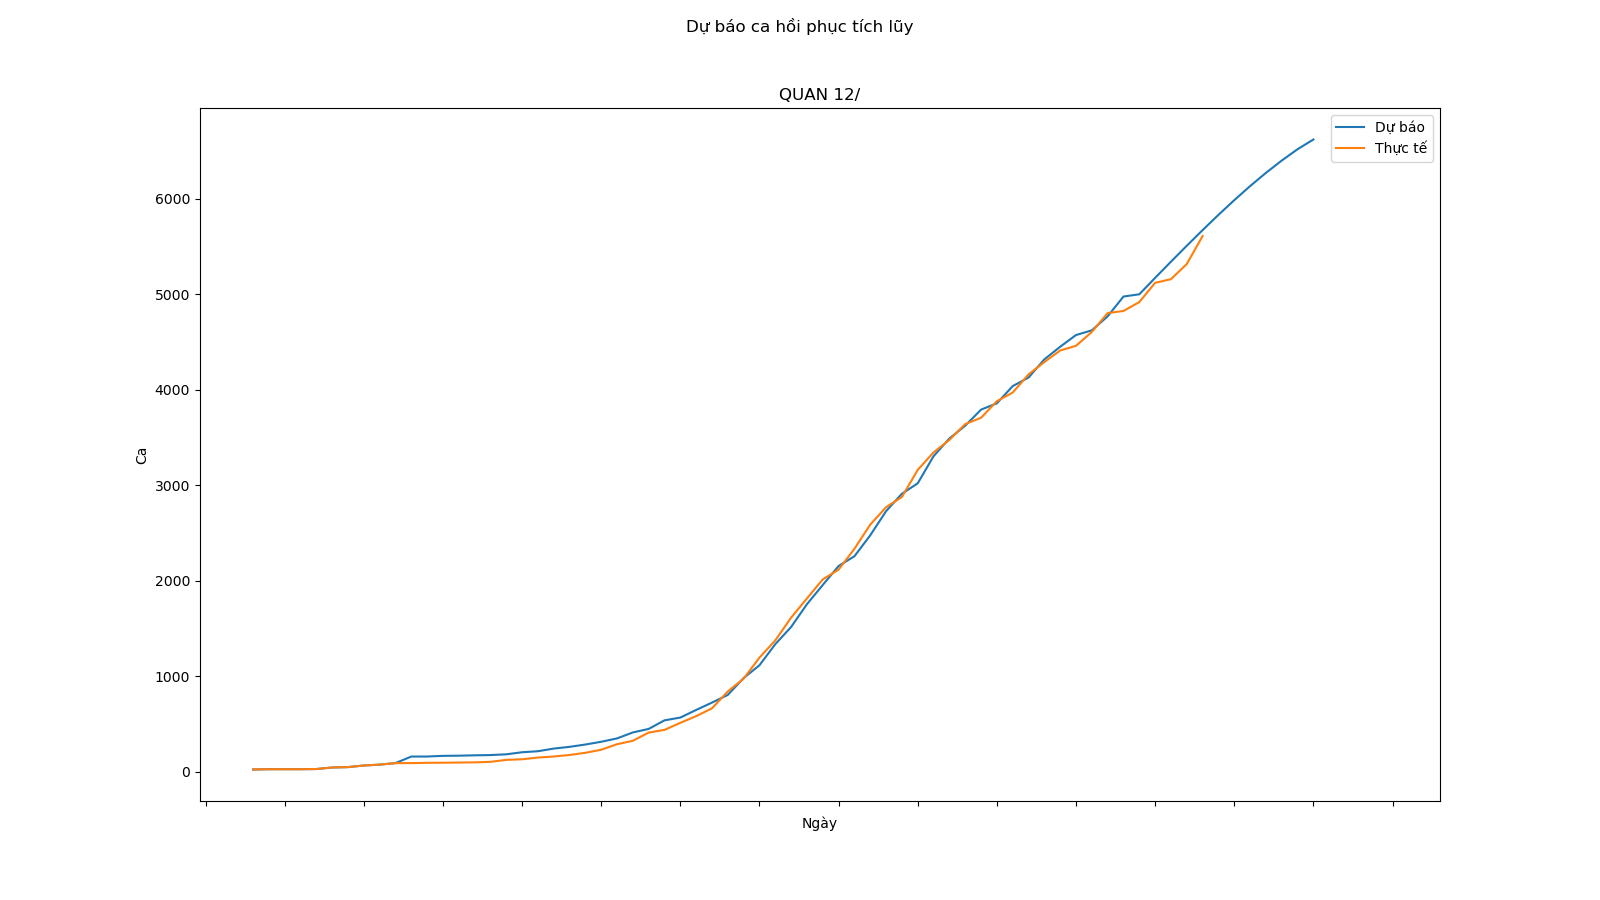 Dự báo ca hồi phục tích lũy
QUAN 12/
Dự báo
Thực tế
6000
5000
4000
3000
2000
1000
0
Ca
Ngày